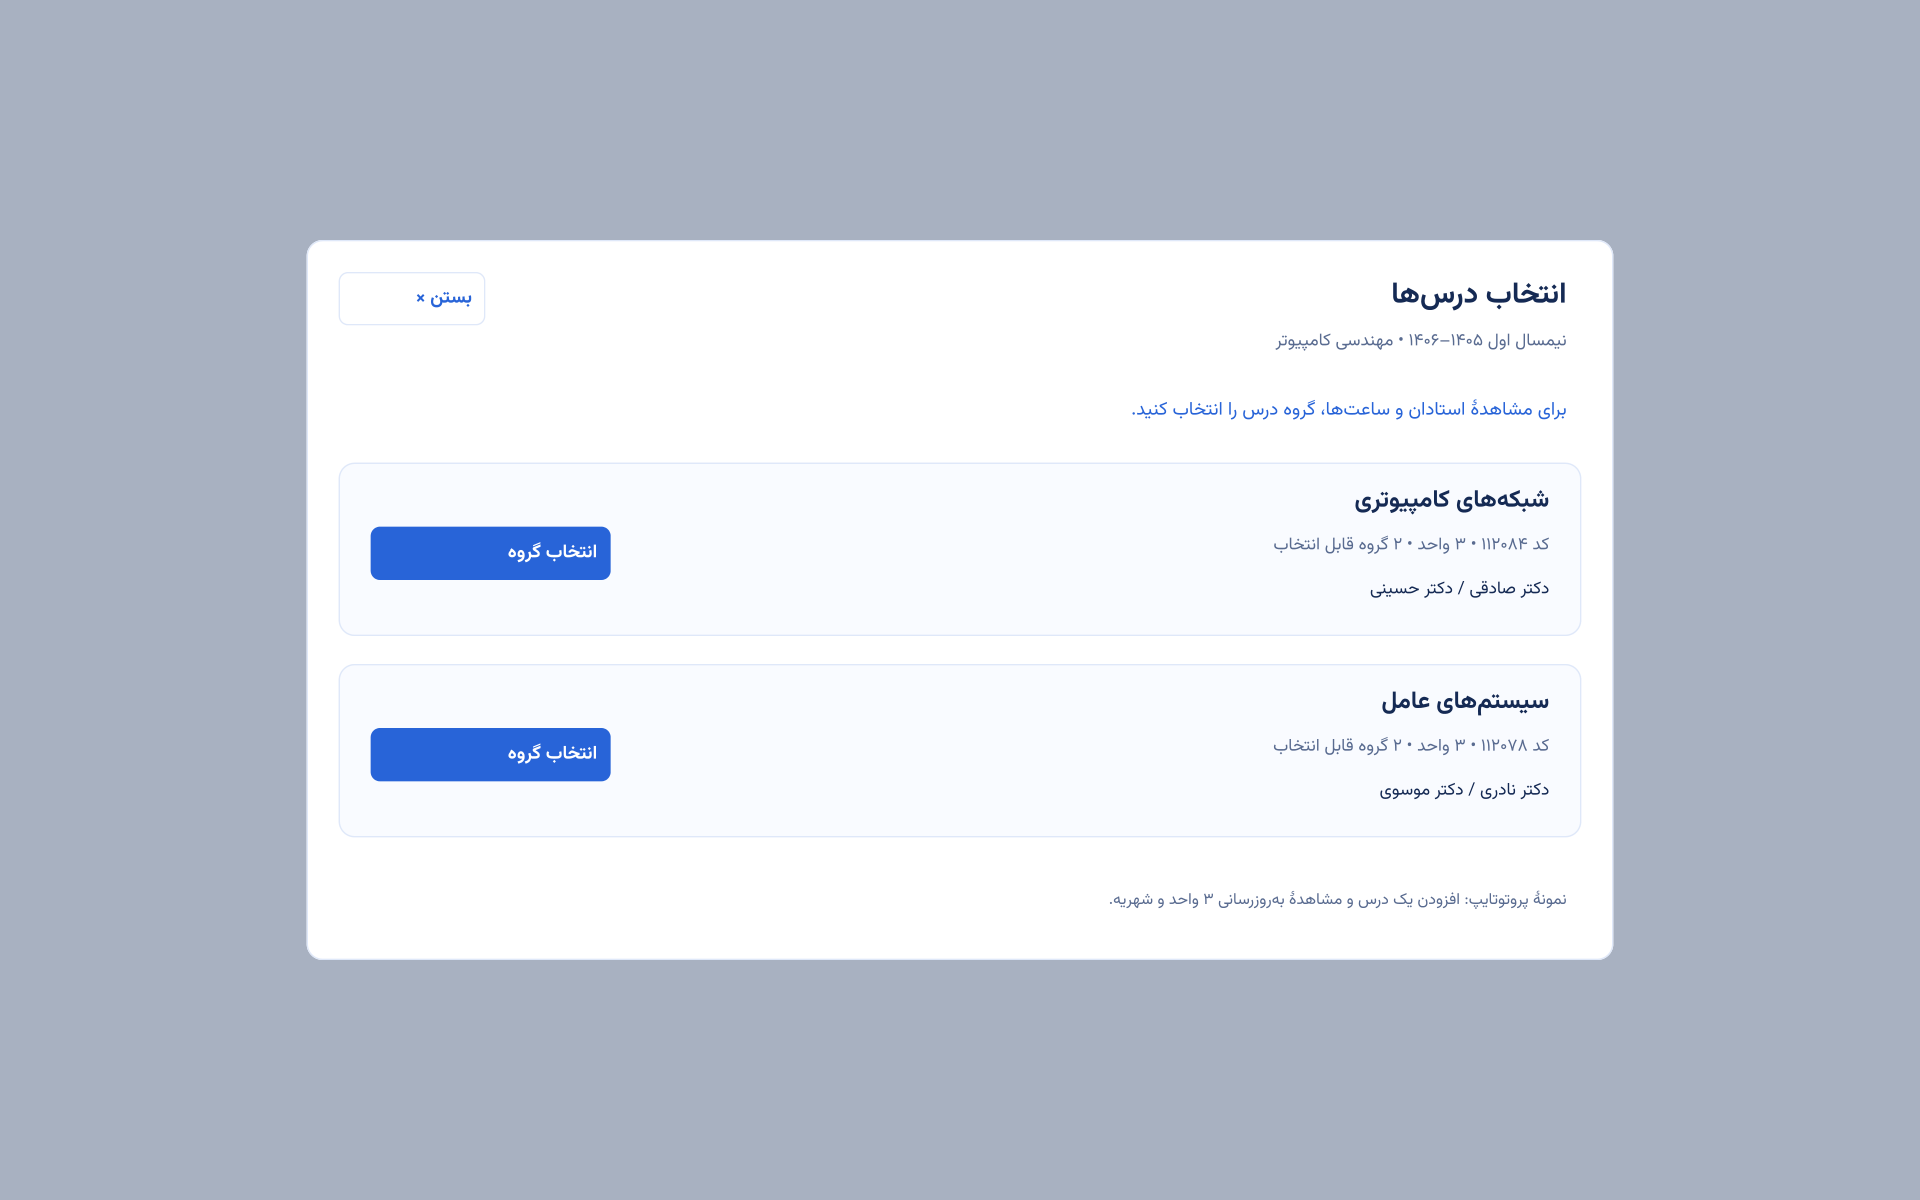 انتخاب درس‌ها
بستن ×
نیمسال اول ۱۴۰۵–۱۴۰۶ • مهندسی کامپیوتر
برای مشاهدهٔ استادان و ساعت‌ها، گروه درس را انتخاب کنید.
شبکه‌های کامپیوتری
کد ۱۱۲۰۸۴ • ۳ واحد • ۲ گروه قابل انتخاب
دکتر صادقی / دکتر حسینی
انتخاب گروه
سیستم‌های عامل
کد ۱۱۲۰۷۸ • ۳ واحد • ۲ گروه قابل انتخاب
دکتر نادری / دکتر موسوی
انتخاب گروه
نمونهٔ پروتوتایپ: افزودن یک درس و مشاهدهٔ به‌روزرسانی ۳ واحد و شهریه.